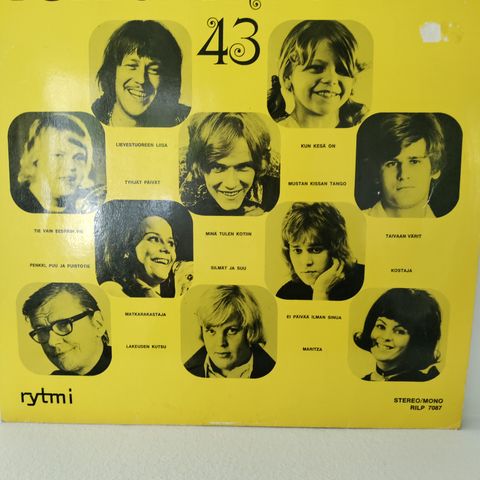 43
LIEVESTUOREEN LIISA
KUN KESÄ ON
TYHJÄT PÄIVÄT
MUSTAN KISSAN TANGO
TIE VAIN EESPÄIN VIE
MINÄ TULEN KOTIIN
TAIVAAN VÄRIT
PENKKI, PUU JA PUISTOTIE
SILMÄT JA SUU
KOSTAJA
MATKARAKASTAJA
EI PÄIVÄÄ ILMAN SINUA
LAKEUDEN KUTSU
MARITZA
rytmi
STEREO/MONO
RILP 7087